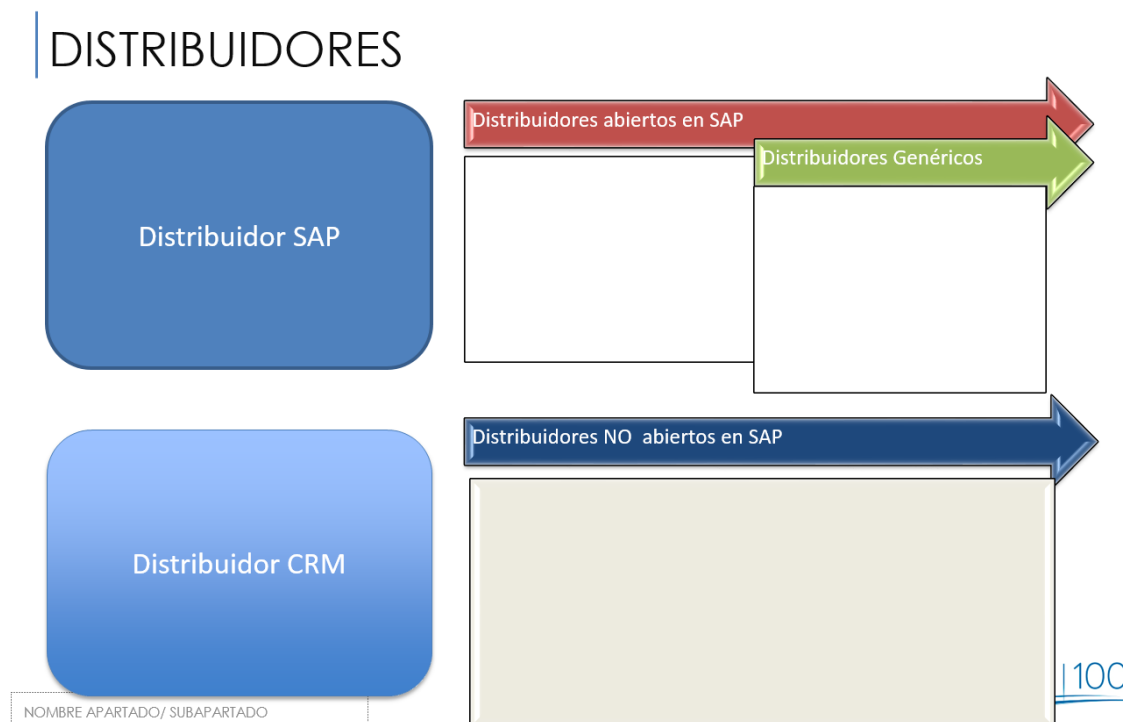 DISTRIBUIDORES
Distribuidores abiertos en SAP
Distribuidores Genéricos
Distribuidor SAP
Distribuidores NO  abiertos en SAP
Distribuidor CRM
|100
NOMBRE APARTADO/ SUBAPARTADO